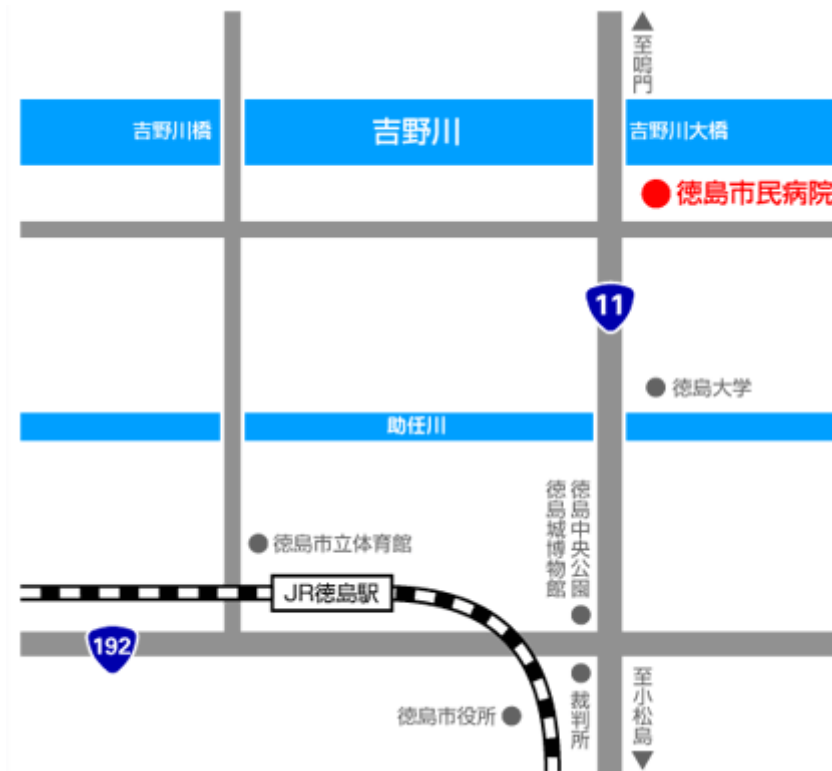 至鳴門
吉野川橋
吉野川
吉野川大橋
徳島市民病院
11
徳島大学
助任川
徳島中央公園
徳島城博物館
徳島市立体育館
JR徳島駅
192
徳島市役所
裁判所
至小松島